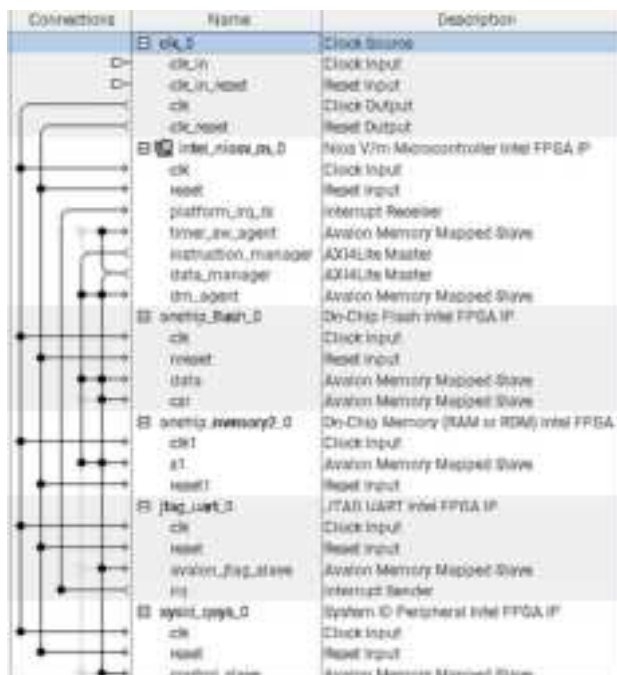 Connections Name Description
clk_0 Clock Source
clk_in Clock Input
clk_in_reset Reset Input
clk Clock Output
clk_reset Reset Output
intel_niosv_m_0 Nios V/m Microcontroller Intel FPGA IP
clk Clock Input
reset Reset Input
platform_irq_rx Interrupt Receiver
timer_sw_agent Avalon Memory Mapped Slave
instruction_manager AXI4Lite Master
data_manager AXI4Lite Master
dm_agent Avalon Memory Mapped Slave
onchip_flash_0 On-Chip Flash Intel FPGA IP
clk Clock Input
nreset Reset Input
data Avalon Memory Mapped Slave
csr Avalon Memory Mapped Slave
onchip_memory2_0 On-Chip Memory (RAM or ROM) Intel FPGA
clk1 Clock Input
s1 Avalon Memory Mapped Slave
reset1 Reset Input
jtag_uart_0 JTAG UART Intel FPGA IP
clk Clock Input
reset Reset Input
avalon_jtag_slave Avalon Memory Mapped Slave
irq Interrupt Sender
sysid_qsys_0 System ID Peripheral Intel FPGA IP
clk Clock Input
reset Reset Input
control_slave Avalon Memory Mapped Slave